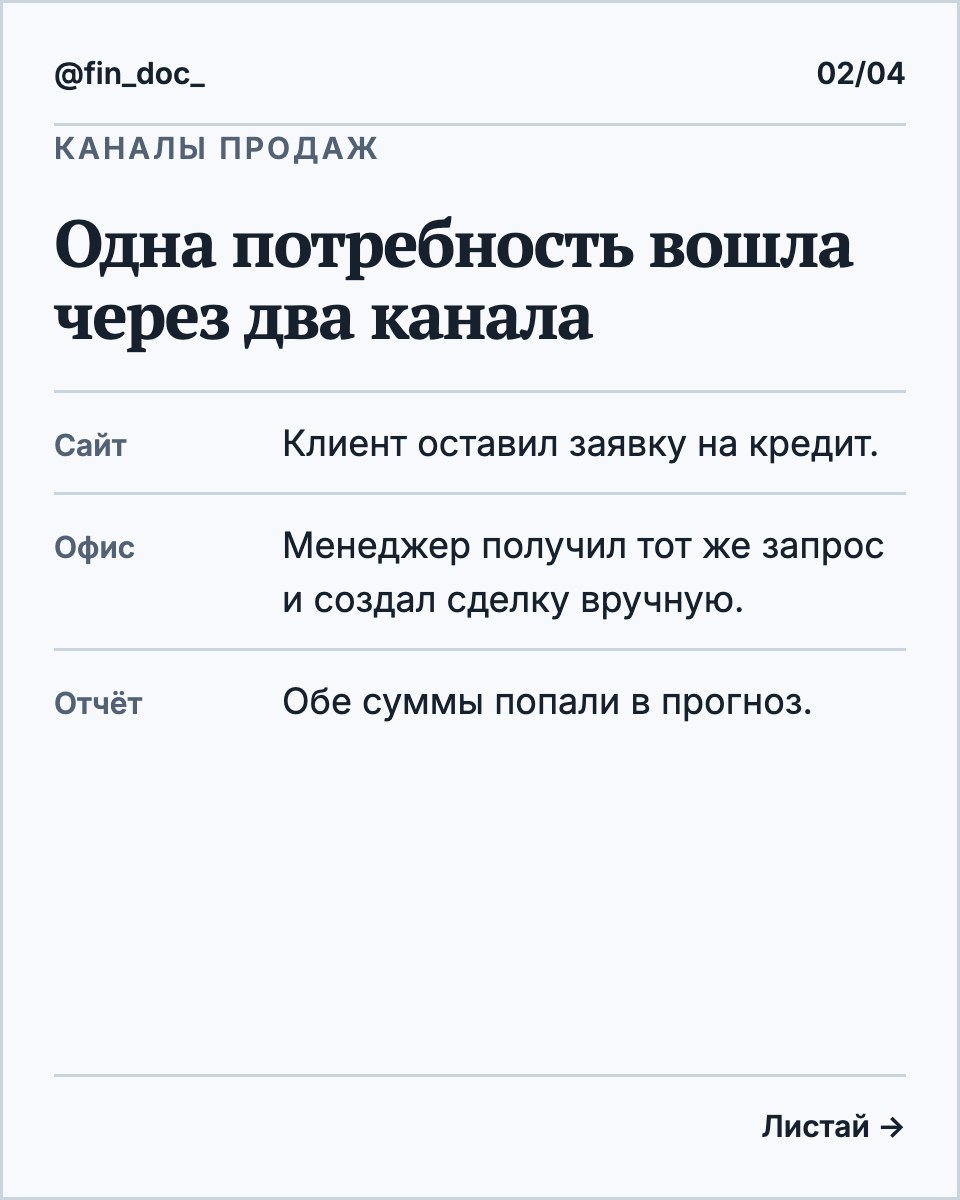 @fin_doc_
02/04
КАНАЛЫ ПРОДАЖ
Одна потребность вошла
через два канала
Сайт
Клиент оставил заявку на кредит.
Офис
Менеджер получил тот же запрос
и создал сделку вручную.
Отчёт
Обе суммы попали в прогноз.
Листай →